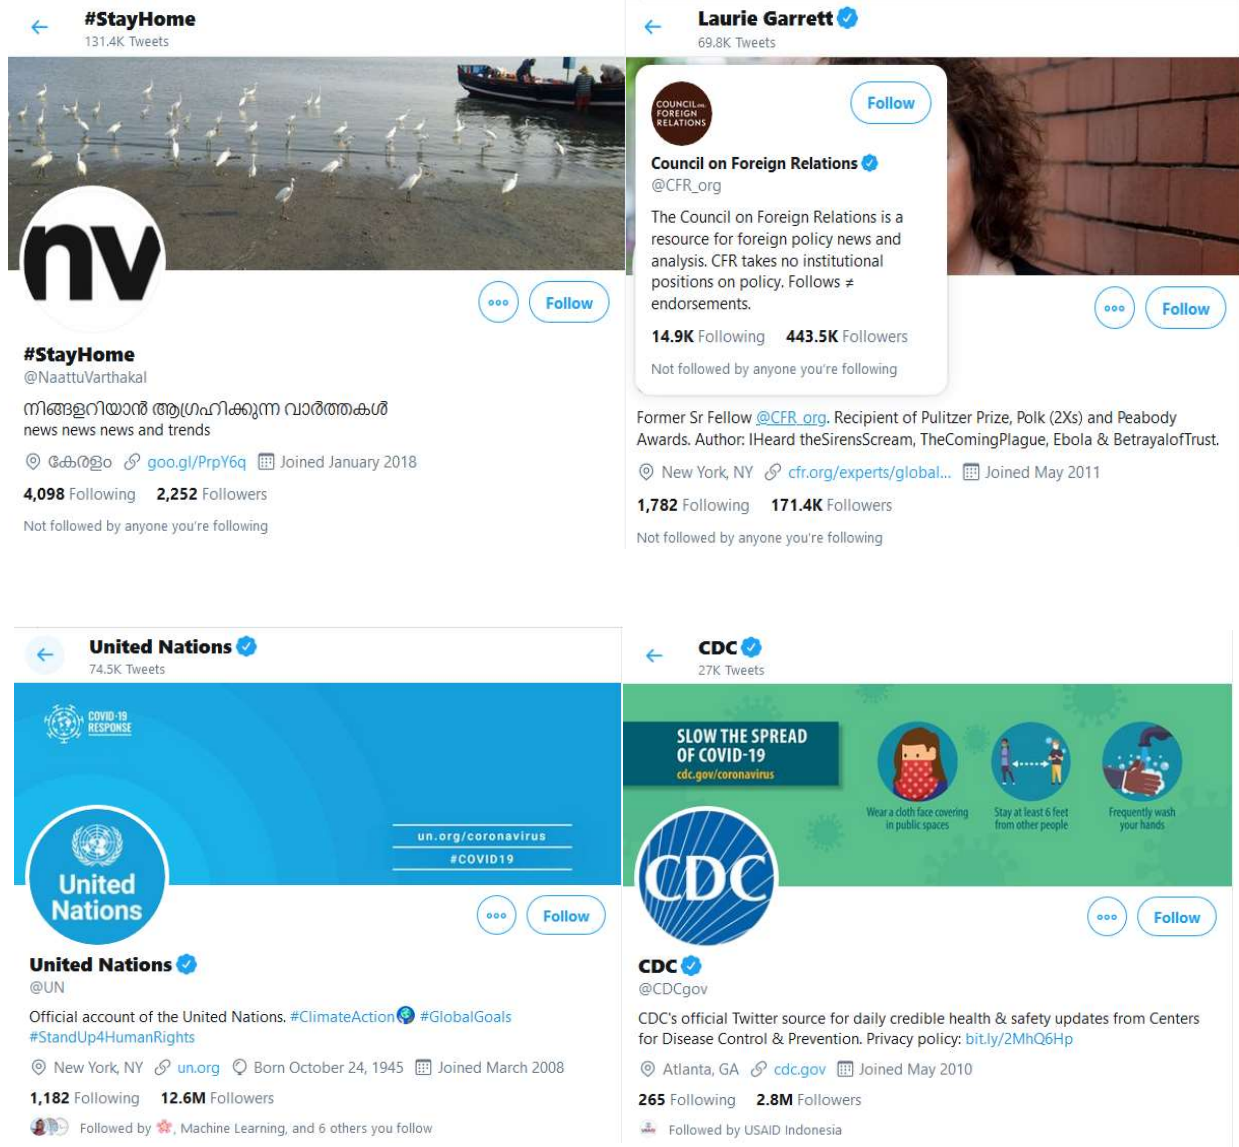 #StayHome
131.4K Tweets
nv
Follow
#StayHome
@NaattuVarthakal
നിങ്ങളറിയാൻ ആഗ്രഹിക്കുന്ന വാർത്തകൾ
news news news and trends
കേരളം goo.gl/PrpY6q Joined January 2018
4,098 Following 2,252 Followers
Not followed by anyone you're following
Laurie Garrett
69.8K Tweets
COUNCIL on
FOREIGN
RELATIONS
Follow
Council on Foreign Relations
@CFR_org
The Council on Foreign Relations is a
resource for foreign policy news and
analysis. CFR takes no institutional
positions on policy. Follows ≠
endorsements.
14.9K Following 443.5K Followers
Not followed by anyone you're following
Follow
Former Sr Fellow @CFR_org. Recipient of Pulitzer Prize, Polk (2Xs) and Peabody
Awards. Author: IHeard theSirensScream, TheComingPlague, Ebola & BetrayalofTrust.
New York, NY cfr.org/experts/global... Joined May 2011
1,782 Following 171.4K Followers
Not followed by anyone you're following
United Nations
74.5K Tweets
COVID-19
RESPONSE
un.org/coronavirus
#COVID19
United
Nations
Follow
United Nations
@UN
Official account of the United Nations. #ClimateAction #GlobalGoals
#StandUp4HumanRights
New York, NY un.org Born October 24, 1945 Joined March 2008
1,182 Following 12.6M Followers
Followed by , Machine Learning, and 6 others you follow
CDC
27K Tweets
SLOW THE SPREAD
OF COVID-19
cdc.gov/coronavirus
Wear a cloth face covering
in public spaces
Stay at least 6 feet
from other people
Frequently wash
your hands
CDC
Follow
CDC
@CDCgov
CDC's official Twitter source for daily credible health & safety updates from Centers
for Disease Control & Prevention. Privacy policy: bit.ly/2MhQ6Hp
Atlanta, GA cdc.gov Joined May 2010
265 Following 2.8M Followers
Followed by USAID Indonesia